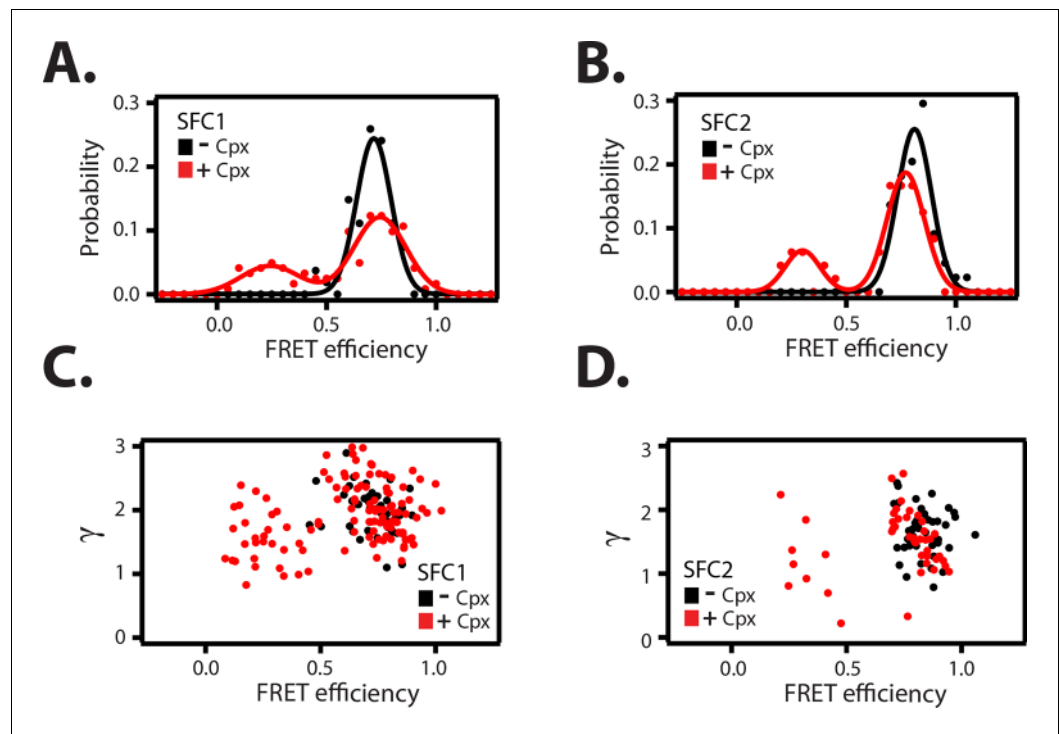 A.
0.3
0.2
0.1
0.0
Probability
SFC1
- Cpx
+ Cpx
0.0 0.5 1.0
FRET efficiency
B.
0.3
0.2
0.1
0.0
Probability
SFC2
- Cpx
+ Cpx
0.0 0.5 1.0
FRET efficiency
C.
3
2
1
0
γ
SFC1
- Cpx
+ Cpx
0.0 0.5 1.0
FRET efficiency
D.
3
2
1
0
γ
SFC2
- Cpx
+ Cpx
0.0 0.5 1.0
FRET efficiency